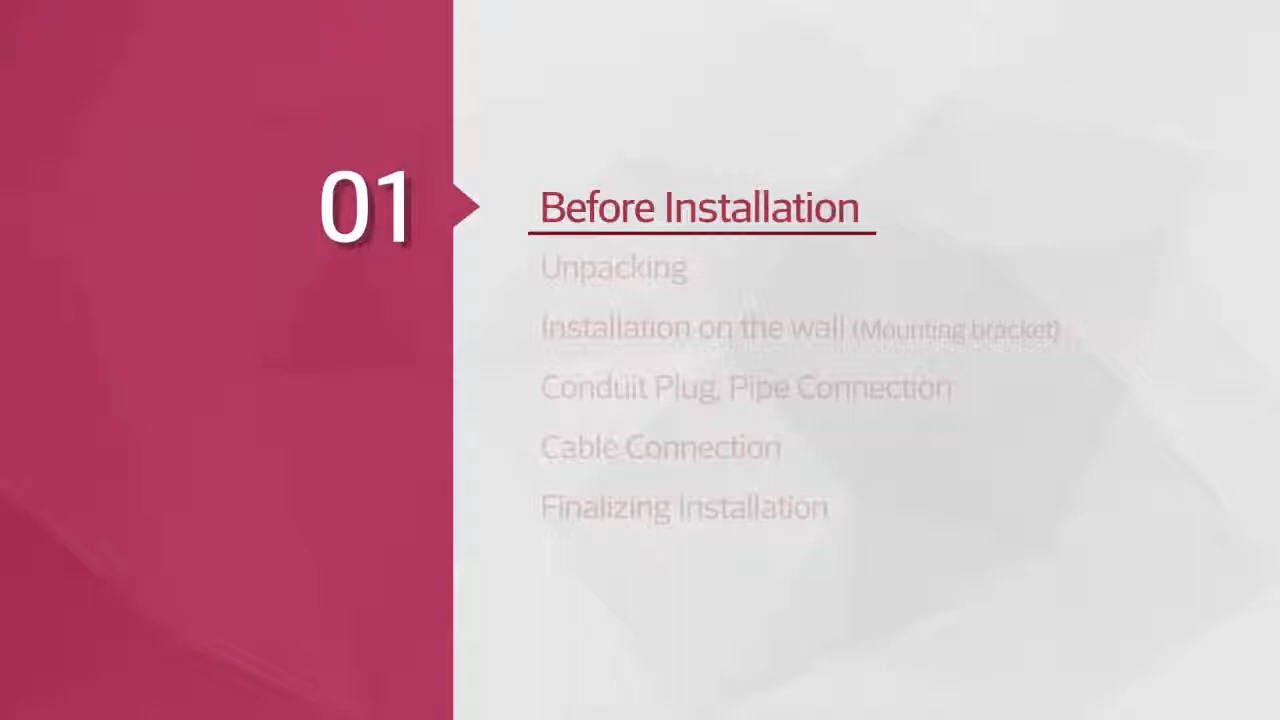 01
Before Installation
Unpacking
Installation on the wall (Mounting bracket)
Conduit Plug, Pipe Connection
Cable Connection
Finalizing Installation